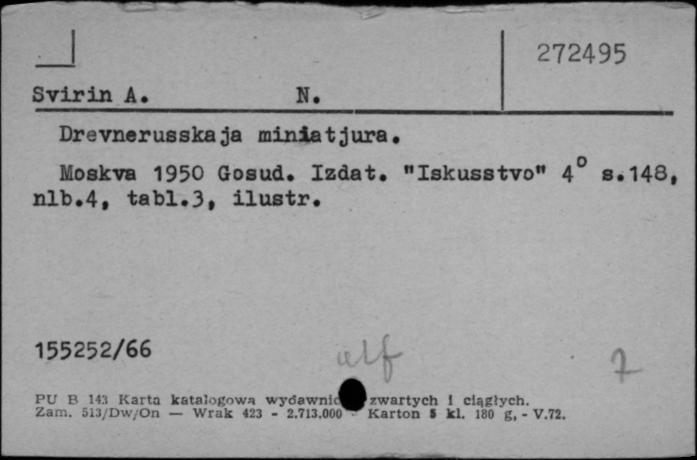 272495
Svirin A. N.
Drevnerusskaja miniatjura.
Moskva 1950 Gosud. Izdat. "Iskusstvo" 4° s.148,
nlb.4, tabl.3, ilustr.
155252/66
alf 7
PU B 143 Karta katalogowa wydawnic zwartych i ciągłych.
Zam. 513/Dw/On — Wrak 423 - 2.713.000 - Karton 5 kl. 180 g, - V.72.